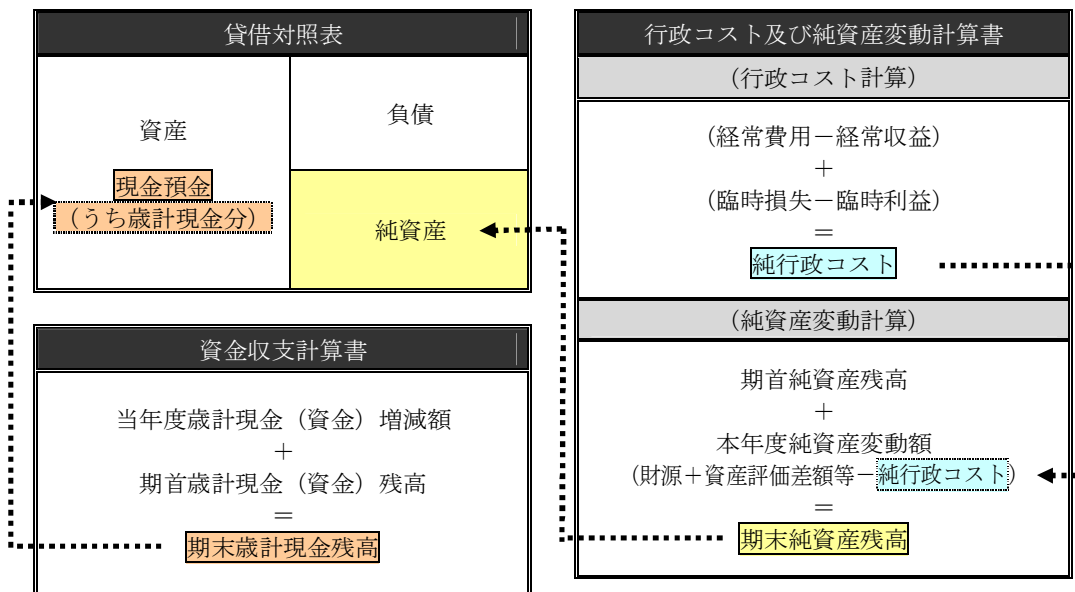 貸借対照表
資産
現金預金
（うち歳計現金分）
負債
純資産
資金収支計算書
当年度歳計現金（資金）増減額
＋
期首歳計現金（資金）残高
＝
期末歳計現金残高
行政コスト及び純資産変動計算書
（行政コスト計算）
（経常費用－経常収益）
＋
（臨時損失－臨時利益）
＝
純行政コスト
（純資産変動計算）
期首純資産残高
＋
本年度純資産変動額
（財源＋資産評価差額等－純行政コスト）
＝
期末純資産残高